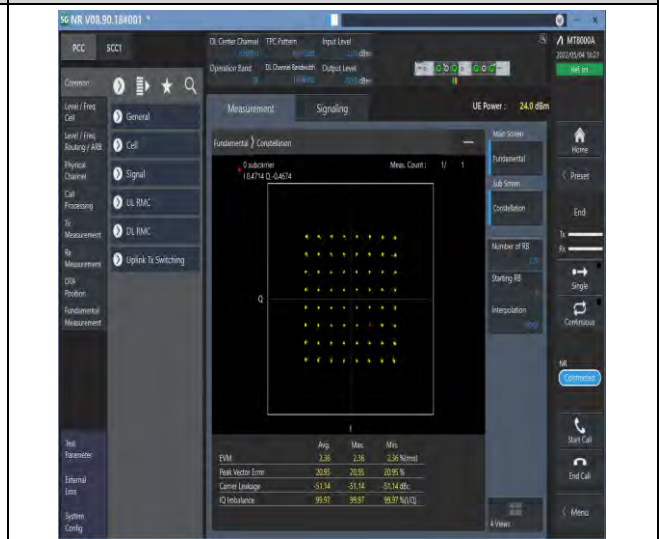 5G NR V08.90.18#001 *
PCC SCC1
DL Center Channel TPC Pattern Input Level
dBm
Operation Band DL Channel Bandwidth Output Level
dBm
MT8000A
2022/05/04 16:27
Common
General
Cell
Signal
UL RMC
DL RMC
Uplink Tx Switching
Level / Freq.
Cell
Level / Freq.
Routing / ARB
Physical
Channel
Call
Processing
Tx
Measurement
Rx
Measurement
OTA
Position
Fundamental
Measurement
Test
Parameter
External
Loss
System
Config
Measurement Signaling UE Power : 24.0 dBm
Fundamental Constellation
0 subcarrier Meas. Count : 1/ 1
I 0.4714 Q -0.4674
Q
I
Avg. Max. Min.
EVM 2.36 2.36 2.36 %(rms)
Peak Vector Error 20.95 20.95 20.95 %
Carrier Leakage -51.14 -51.14 -51.14 dBc
IQ Imbalance 99.97 99.97 99.97 %(I/Q)
Main Screen
Fundamental
Sub Screen
Constellation
Number of RB
Starting RB
Interpolation
4 Views
Home
Preset
End
Tx
Rx
Single
Continuous
NR
Connected
Start Call
End Call
Menu